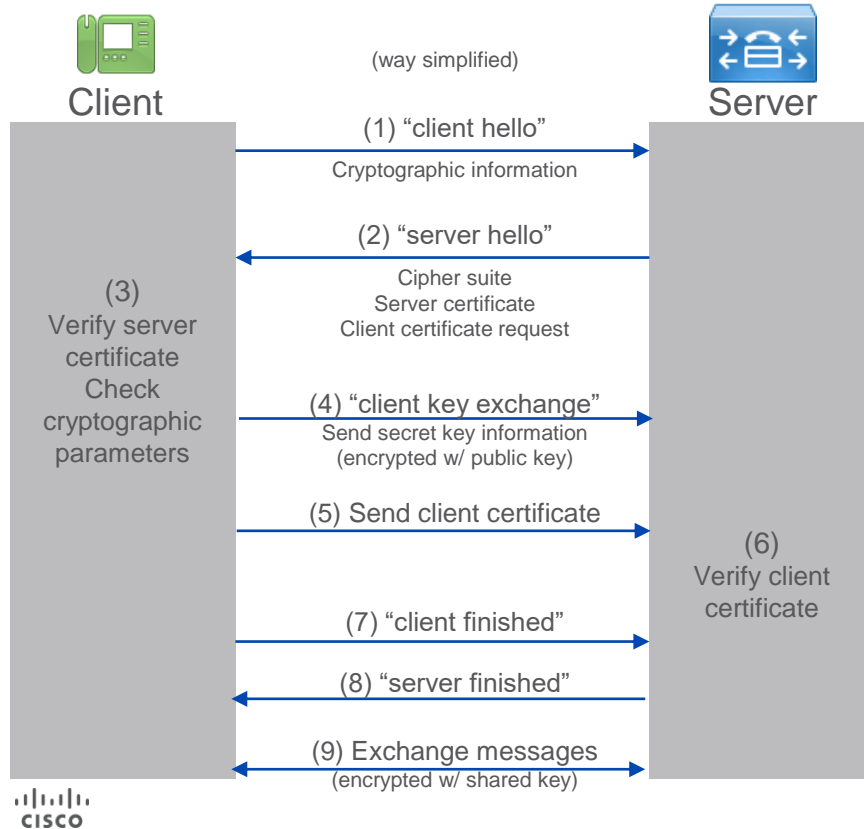 (way simplified)
Client
Server
(1) “client hello”
Cryptographic information
(2) “server hello”
Cipher suite
Server certificate
Client certificate request
(3)
Verify server
certificate
Check
cryptographic
parameters
(4) “client key exchange”
Send secret key information
(encrypted w/ public key)
(5) Send client certificate
(6)
Verify client
certificate
(7) “client finished”
(8) “server finished”
(9) Exchange messages
(encrypted w/ shared key)
CISCO